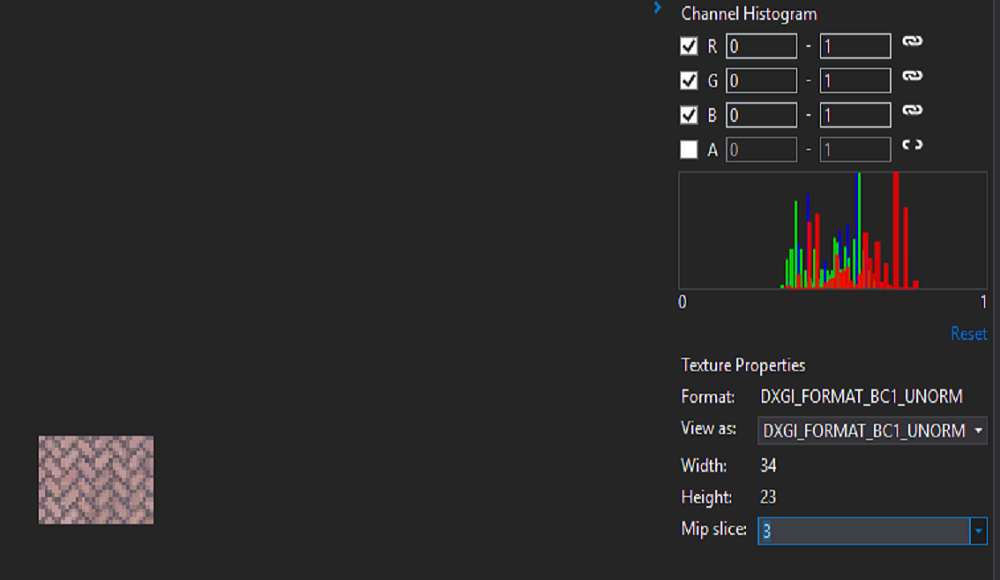 Channel Histogram
R 0 - 1
G 0 - 1
B 0 - 1
A 0 - 1
0 1
Reset
Texture Properties
Format: DXGI_FORMAT_BC1_UNORM
View as: DXGI_FORMAT_BC1_UNORM
Width: 34
Height: 23
Mip slice: 3